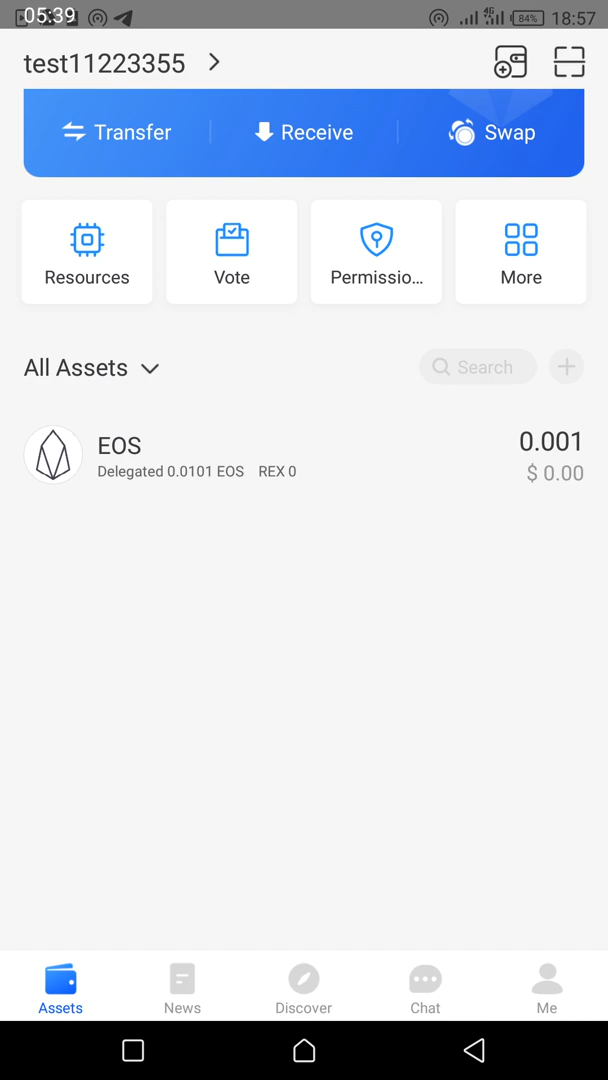 05:39 4G 84% 18:57
test11223355
Transfer Receive Swap
Resources Vote Permissio... More
All Assets Search
EOS 0.001
Delegated 0.0101 EOS REX 0 $ 0.00
Assets News Discover Chat Me